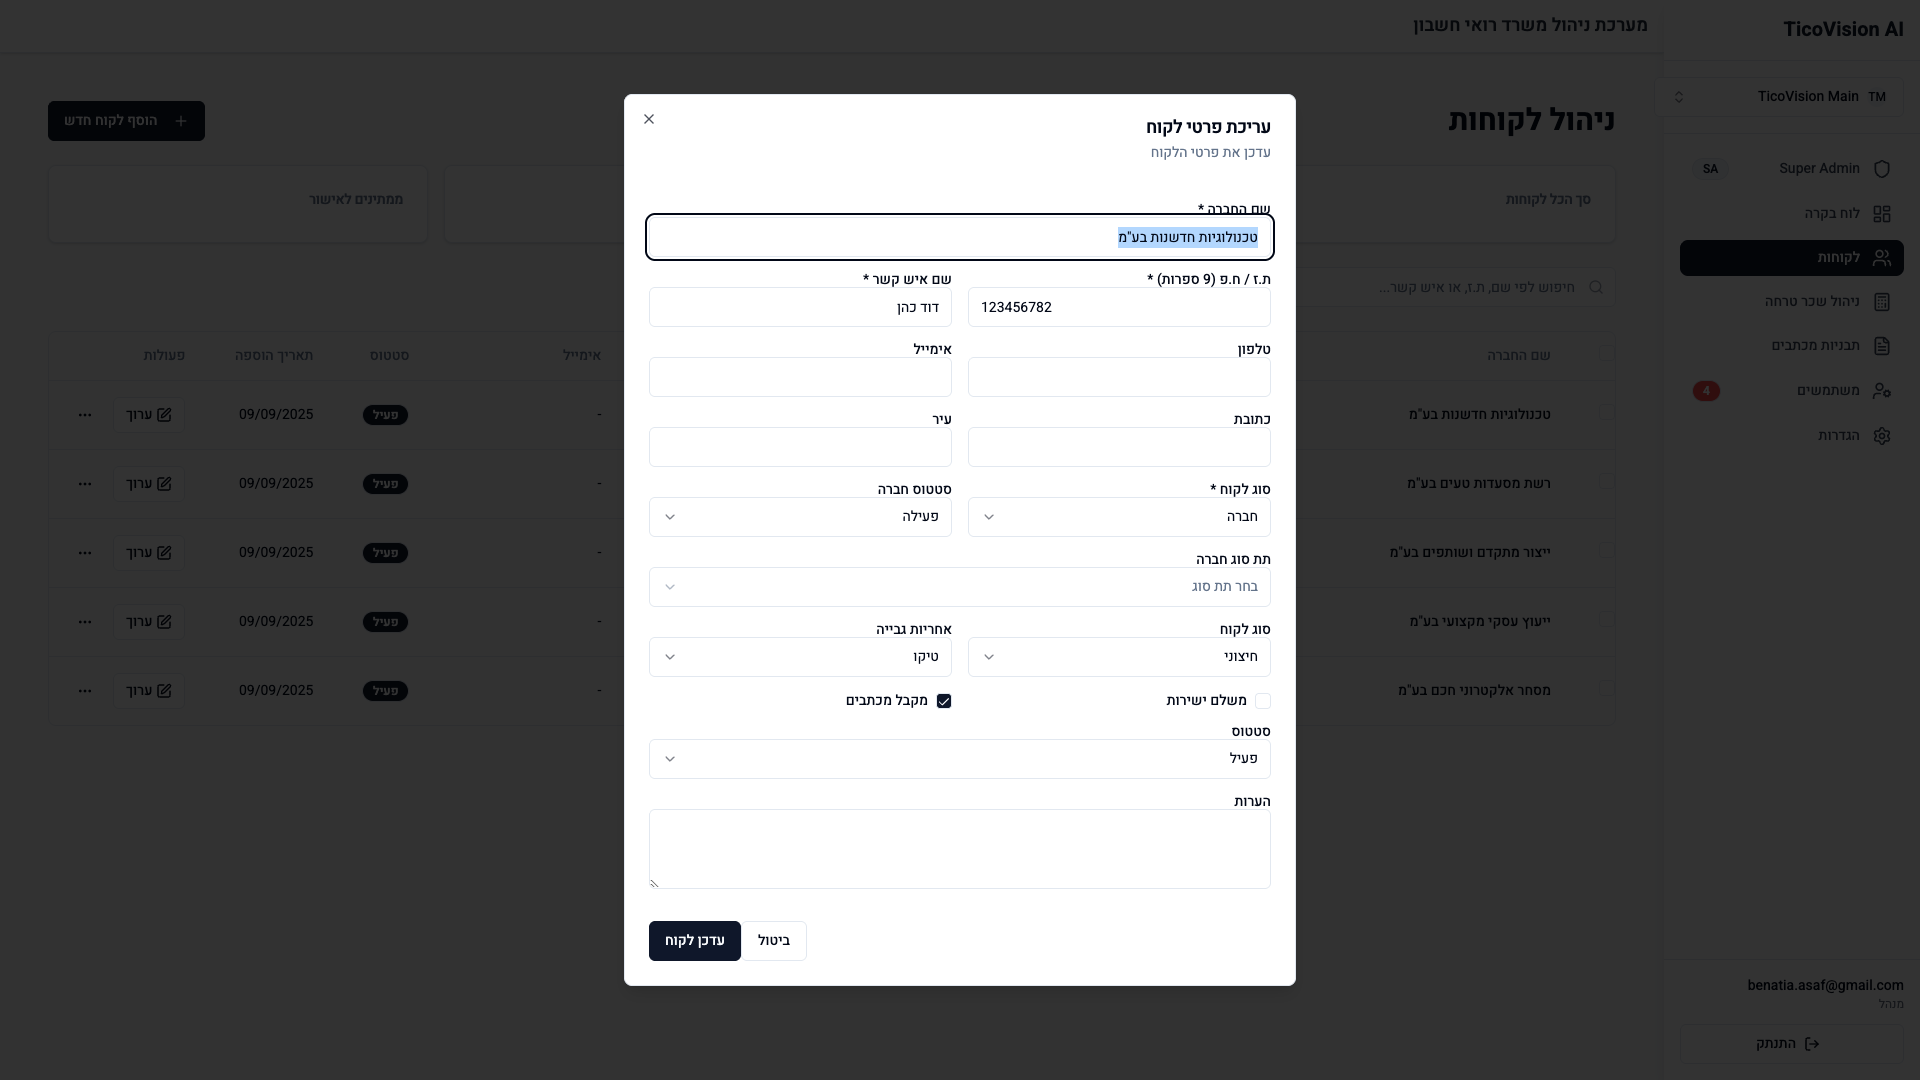 TicoVision AI
TM
TicoVision Main
Super Admin
SA
לוח בקרה
לקוחות
ניהול שכר טרחה
תבניות מכתבים
משתמשים
4
הגדרות
benatia.asaf@gmail.com
מנהל
התנתק
מערכת ניהול משרד רואי חשבון
ניהול לקוחות
הוסף לקוח חדש
סך הכל לקוחות
ממתינים לאישור
חיפוש לפי שם, ת.ז, או איש קשר...
שם החברה
אימייל
סטטוס
תאריך הוספה
פעולות
טכנולוגיות חדשנות בע"מ
-
פעיל
09/09/2025
ערוך
רשת מסעדות טעים בע"מ
-
פעיל
09/09/2025
ערוך
ייצור מתקדם ושותפים בע"מ
-
פעיל
09/09/2025
ערוך
ייעוץ עסקי מקצועי בע"מ
-
פעיל
09/09/2025
ערוך
מסחר אלקטרוני חכם בע"מ
-
פעיל
09/09/2025
ערוך
עריכת פרטי לקוח
עדכן את פרטי הלקוח
שם החברה *
טכנולוגיות חדשנות בע"מ
ת.ז / ח.פ (9 ספרות) *
123456782
שם איש קשר *
דוד כהן
טלפון
אימייל
כתובת
עיר
סוג לקוח *
חברה
סטטוס חברה
פעילה
תת סוג חברה
בחר תת סוג
סוג לקוח
חיצוני
אחריות גבייה
טיקו
משלם ישירות
מקבל מכתבים
סטטוס
פעיל
הערות
ביטול
עדכן לקוח